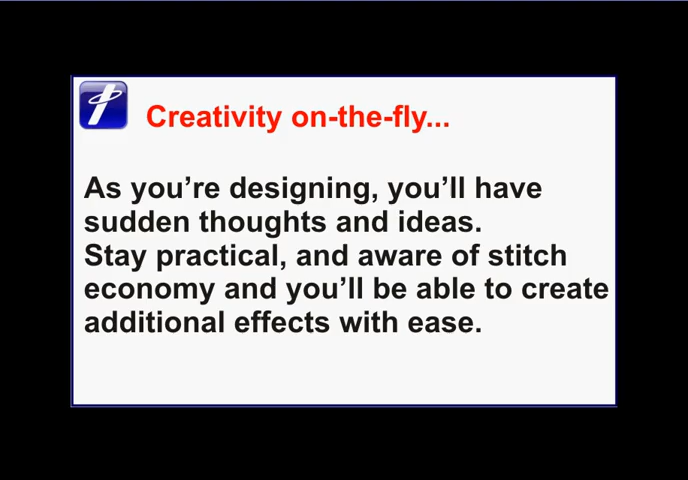 Creativity on-the-fly...
As you’re designing, you’ll have
sudden thoughts and ideas.
Stay practical, and aware of stitch
economy and you’ll be able to create
additional effects with ease.